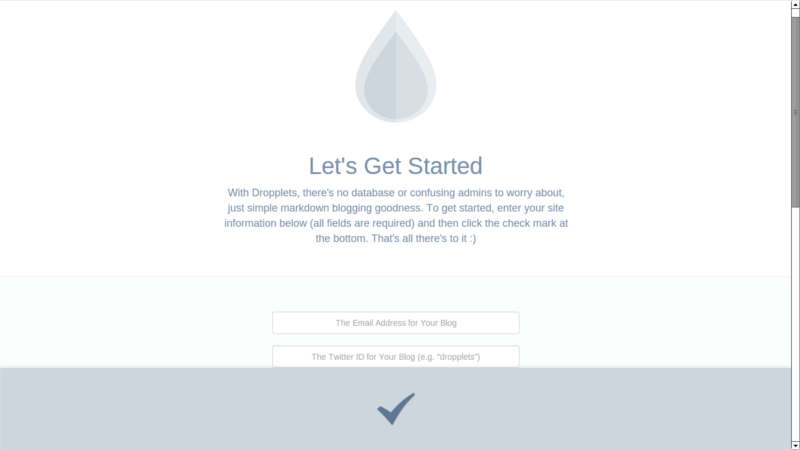 Let's Get Started
With Dropplets, there's no database or confusing admins to worry about,
just simple markdown blogging goodness. To get started, enter your site
information below (all fields are required) and then click the check mark at
the bottom. That's all there's to it :)
The Email Address for Your Blog
The Twitter ID for Your Blog (e.g. "dropplets")